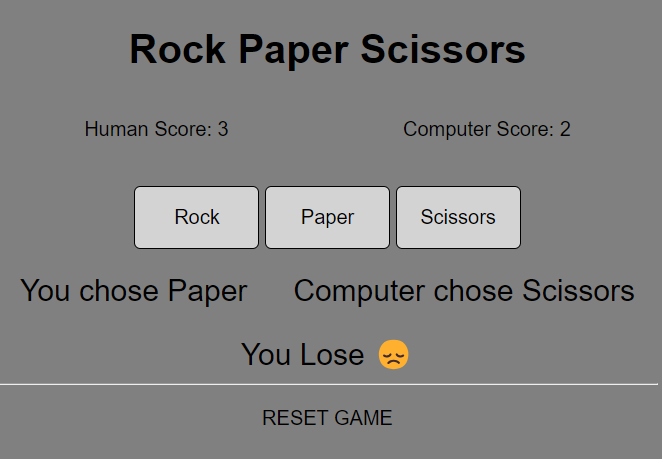 Rock Paper Scissors
Human Score: 3 Computer Score: 2
Rock Paper Scissors
You chose Paper Computer chose Scissors
You Lose 😞
RESET GAME